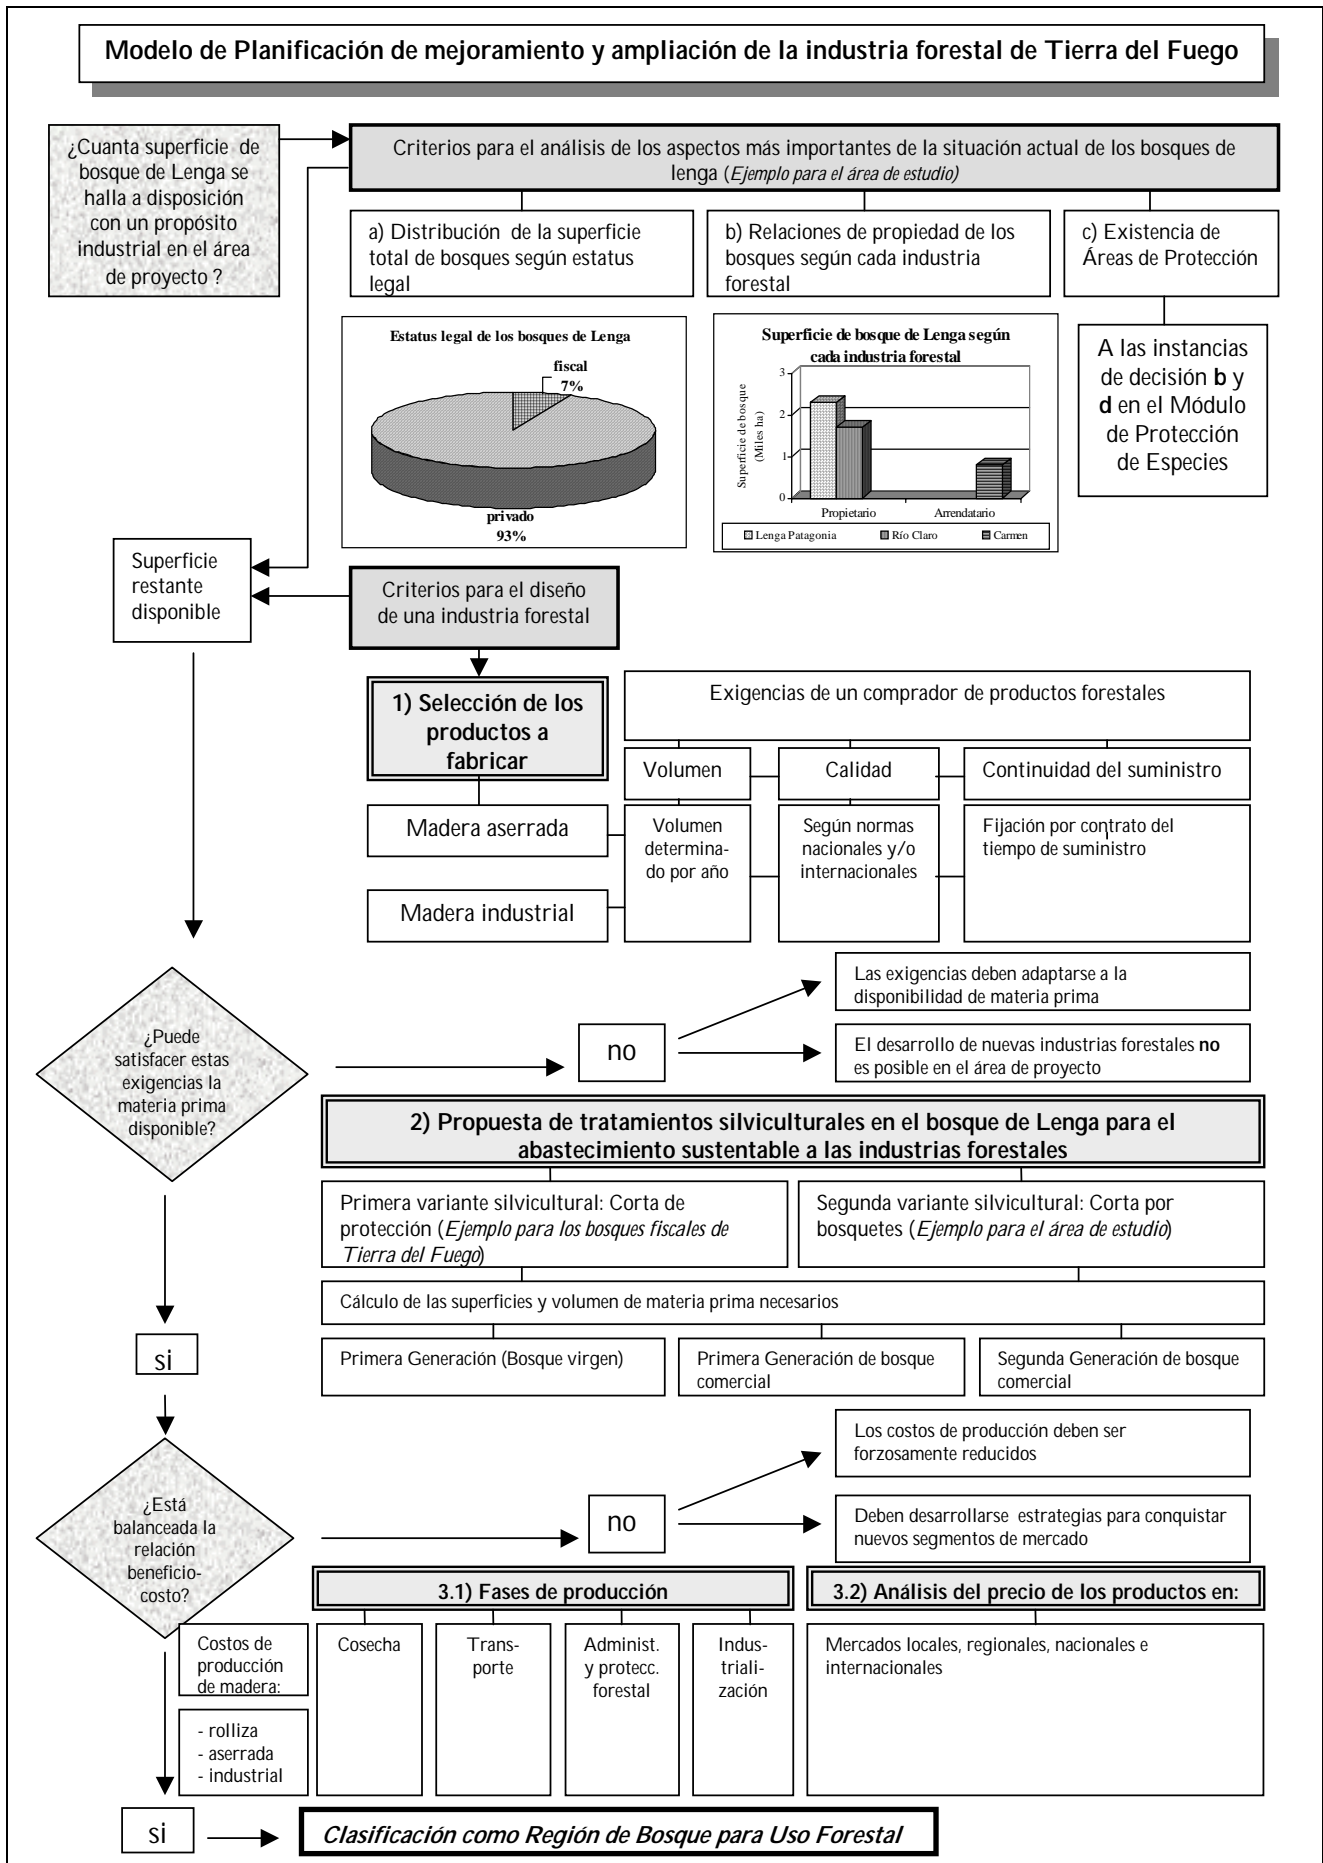 Modelo de Planificación de mejoramiento y ampliación de la industria forestal de Tierra del Fuego
¿Cuanta superficie de
bosque de Lenga se
halla a disposición
con un propósito
industrial en el área
de proyecto ?
Criterios para el análisis de los aspectos más importantes de la situación actual de los bosques de
lenga (Ejemplo para el área de estudio)
a) Distribución de la superficie
total de bosques según estatus
legal
b) Relaciones de propiedad de los
bosques según cada industria
forestal
c) Existencia de
Áreas de Protección
Estatus legal de los bosques de Lenga
fiscal
7%
privado
93%
Superficie de bosque de Lenga según
cada industria forestal
Superficie de bosque
(Miles ha)
3
2
1
0
Propietario
Arrendatario
Lenga Patagonia
Río Claro
Carmen
A las instancias
de decisión b y
d en el Módulo
de Protección
de Especies
Superficie
restante
disponible
Criterios para el diseño
de una industria forestal
1) Selección de los
productos a
fabricar
Exigencias de un comprador de productos forestales
Volumen
Calidad
Continuidad del suministro
Madera aserrada
Madera industrial
Volumen
determina-
do por año
Según normas
nacionales y/o
internacionales
Fijación por contrato del
tiempo de suministro
¿Puede
satisfacer estas
exigencias la
materia prima
disponible?
no
Las exigencias deben adaptarse a la
disponibilidad de materia prima
El desarrollo de nuevas industrias forestales no
es posible en el área de proyecto
2) Propuesta de tratamientos silviculturales en el bosque de Lenga para el
abastecimiento sustentable a las industrias forestales
Primera variante silvicultural: Corta de
protección (Ejemplo para los bosques fiscales de
Tierra del Fuego)
Segunda variante silvicultural: Corta por
bosquetes (Ejemplo para el área de estudio)
Cálculo de las superficies y volumen de materia prima necesarios
si
Primera Generación (Bosque virgen)
Primera Generación de bosque
comercial
Segunda Generación de bosque
comercial
¿Está
balanceada la
relación
beneficio-
costo?
no
Los costos de producción deben ser
forzosamente reducidos
Deben desarrollarse estrategias para conquistar
nuevos segmentos de mercado
3.1) Fases de producción
3.2) Análisis del precio de los productos en:
Costos de
producción
de madera:
- rolliza
- aserrada
- industrial
Cosecha
Trans-
porte
Administ.
y protecc.
forestal
Indus-
triali-
zación
Mercados locales, regionales, nacionales e
internacionales
si
Clasificación como Región de Bosque para Uso Forestal